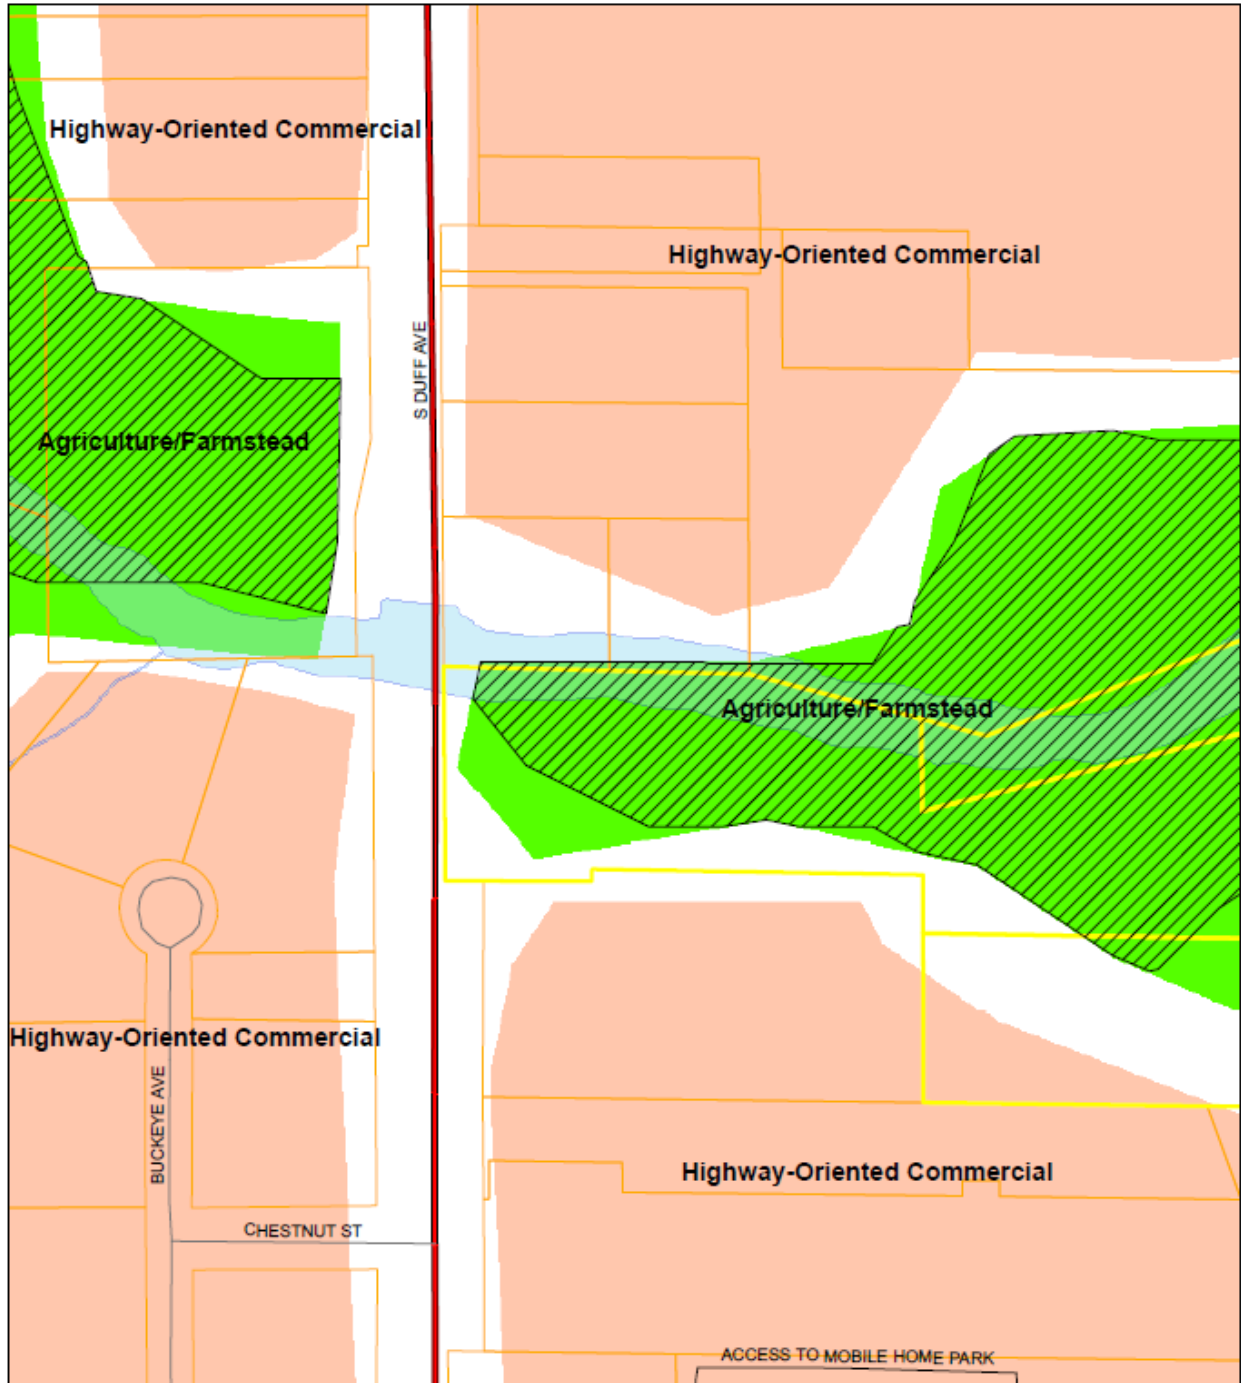 Highway-Oriented Commercial
Highway-Oriented Commercial
S DUFF AVE
Agriculture/Farmstead
Agriculture/Farmstead
Highway-Oriented Commercial
BUCKEYE AVE
Highway-Oriented Commercial
CHESTNUT ST
ACCESS TO MOBILE HOME PARK